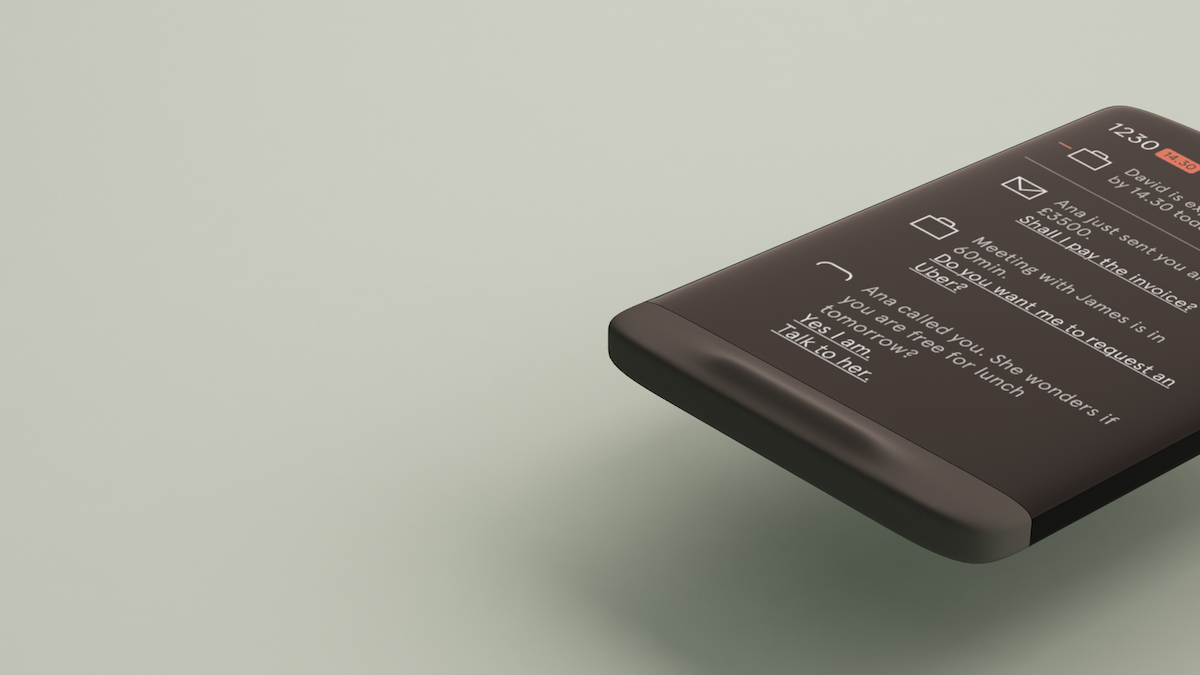 1230 14.30
David is
by 14.30
Ana just sent you
£3500.
Shall I pay the invoice?
Meeting with James is in
60min.
Do you want me to request an
Uber?
Ana called you. She wonders if
you are free for lunch
tomorrow?
Yes I am.
Talk to her.